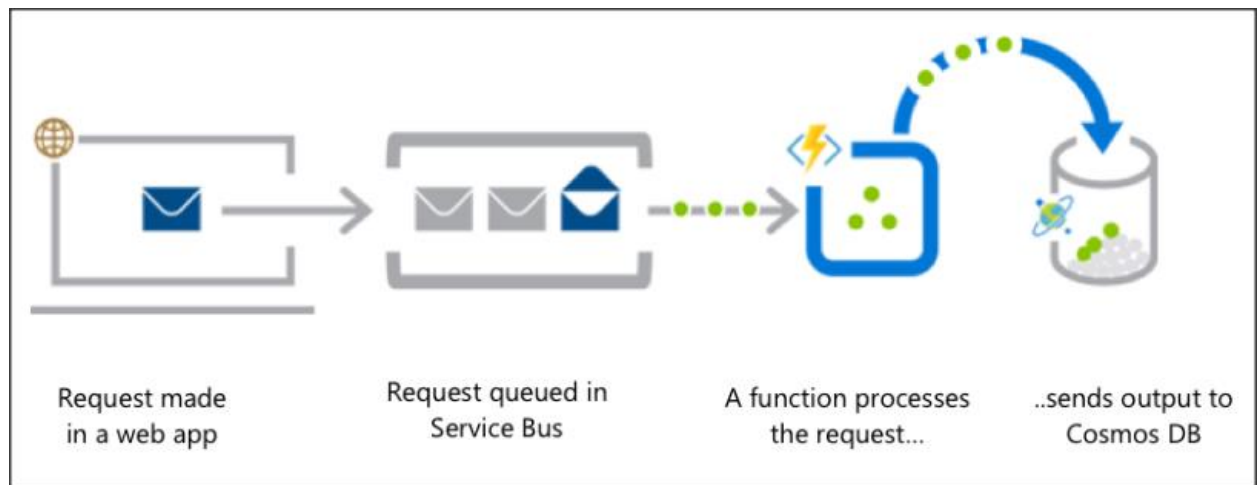 Request made
in a web app
Request queued in
Service Bus
A function processes
the request...
..sends output to
Cosmos DB